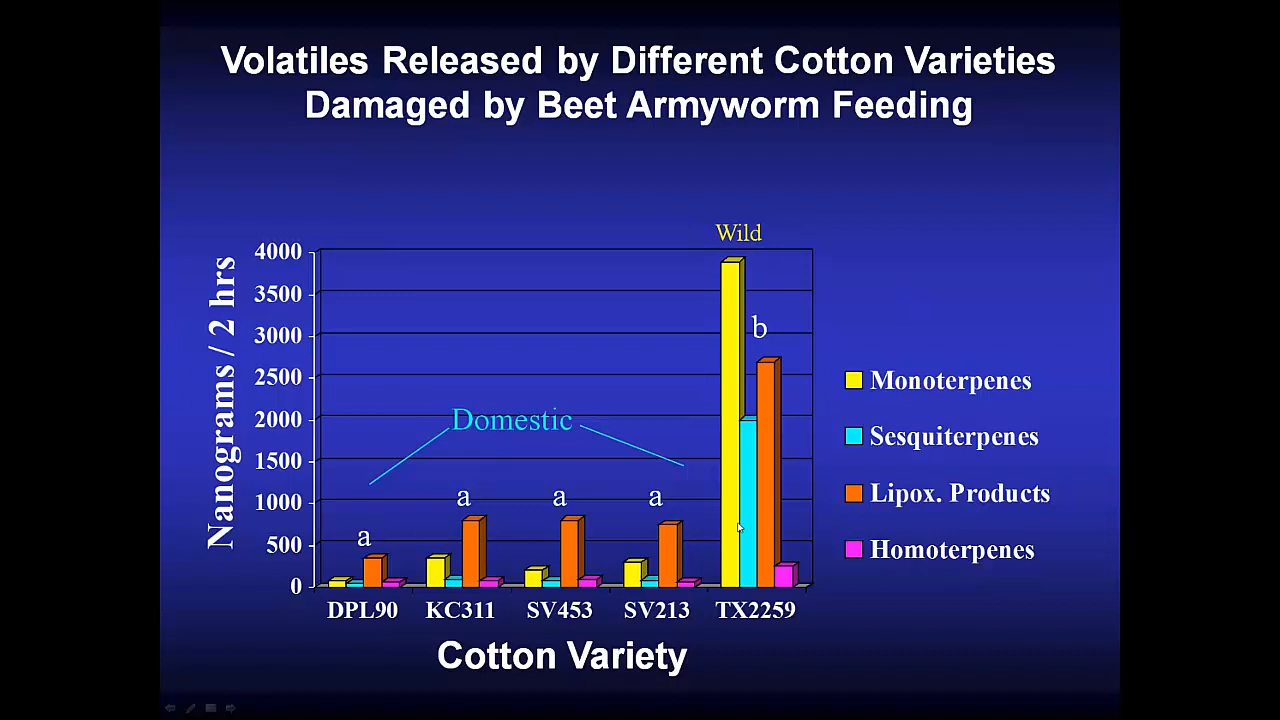 Volatiles Released by Different Cotton Varieties
Damaged by Beet Armyworm Feeding
Wild
4000
3500
3000
2500
2000
1500
1000
500
0
Nanograms / 2 hrs
b
Domestic
a
a
a
a
Monoterpenes
Sesquiterpenes
Lipox. Products
Homoterpenes
DPL90 KC311 SV453 SV213 TX2259
Cotton Variety